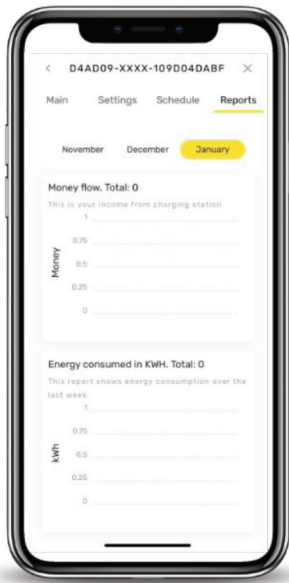 D4AD09-XXXX-109D04DABF
Main Settings Schedule Reports
November December January
Money flow. Total: 0
This is your income from charging station
1
0.75
0.5
0.25
0
Money
Energy consumed in KWH. Total: 0
This report shows energy consumption over the
last week
1
0.75
0.5
0.25
0
kWh